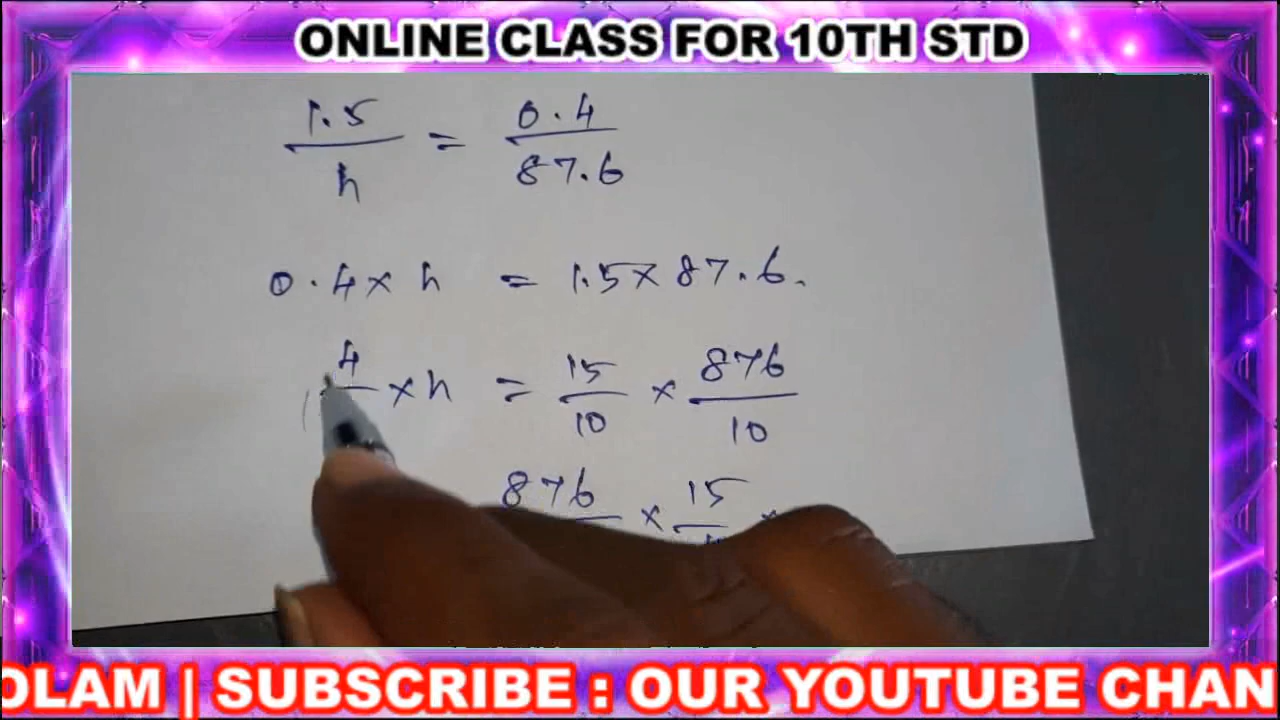 ONLINE CLASS FOR 10TH STD
1.5 / h = 0.4 / 87.6
0.4 × h = 1.5 × 87.6.
4 × h = 15/10 × 876/10
876 × 15 ×
OLAM | SUBSCRIBE : OUR YOUTUBE CHAN